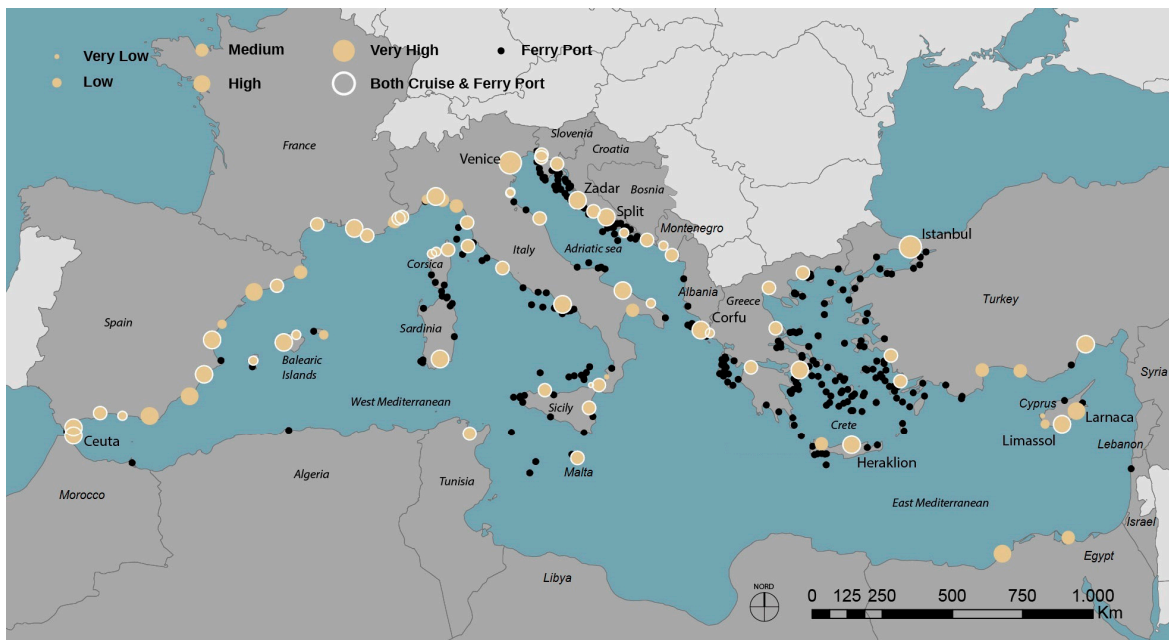 Very Low
Medium
Very High
Ferry Port
Low
High
Both Cruise & Ferry Port
France
Slovenia
Croatia
Venice
Bosnia
Zadar
Split
Montenegro
Istanbul
Italy
Adriatic sea
Corsica
Albania
Greece
Turkey
Corfu
Spain
Sardinia
Balearic
Islands
Syria
West Mediterranean
Sicily
Cyprus
Larnaca
Crete
Limassol
Lebanon
Ceuta
Heraklion
Malta
Algeria
Tunisia
Morocco
East Mediterranean
Israel
Egypt
Libya
NORD
0 125 250 500 750 1.000
Km